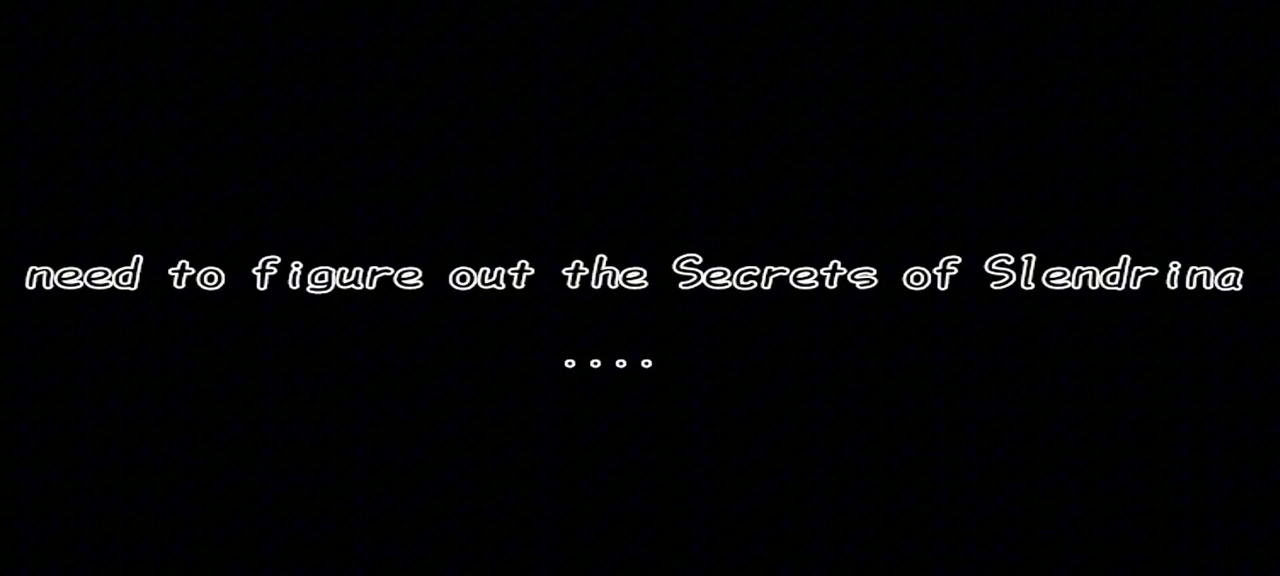 need to figure out the Secrets of Slendrina
....